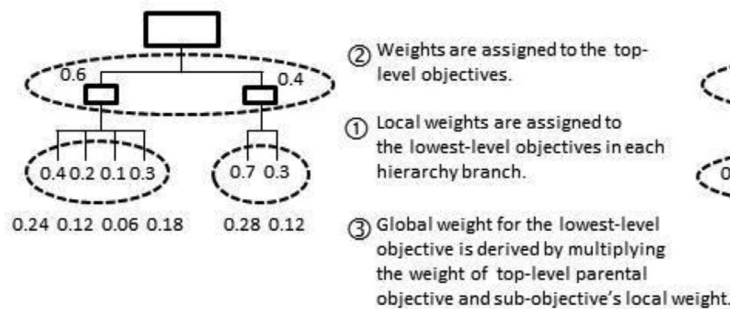 0.6 0.4
② Weights are assigned to the top-
level objectives.
① Local weights are assigned to
the lowest-level objectives in each
hierarchy branch.
0.4 0.2 0.1 0.3 0.7 0.3
0.24 0.12 0.06 0.18 0.28 0.12
③ Global weight for the lowest-level
objective is derived by multiplying
the weight of top-level parental
objective and sub-objective's local weight.